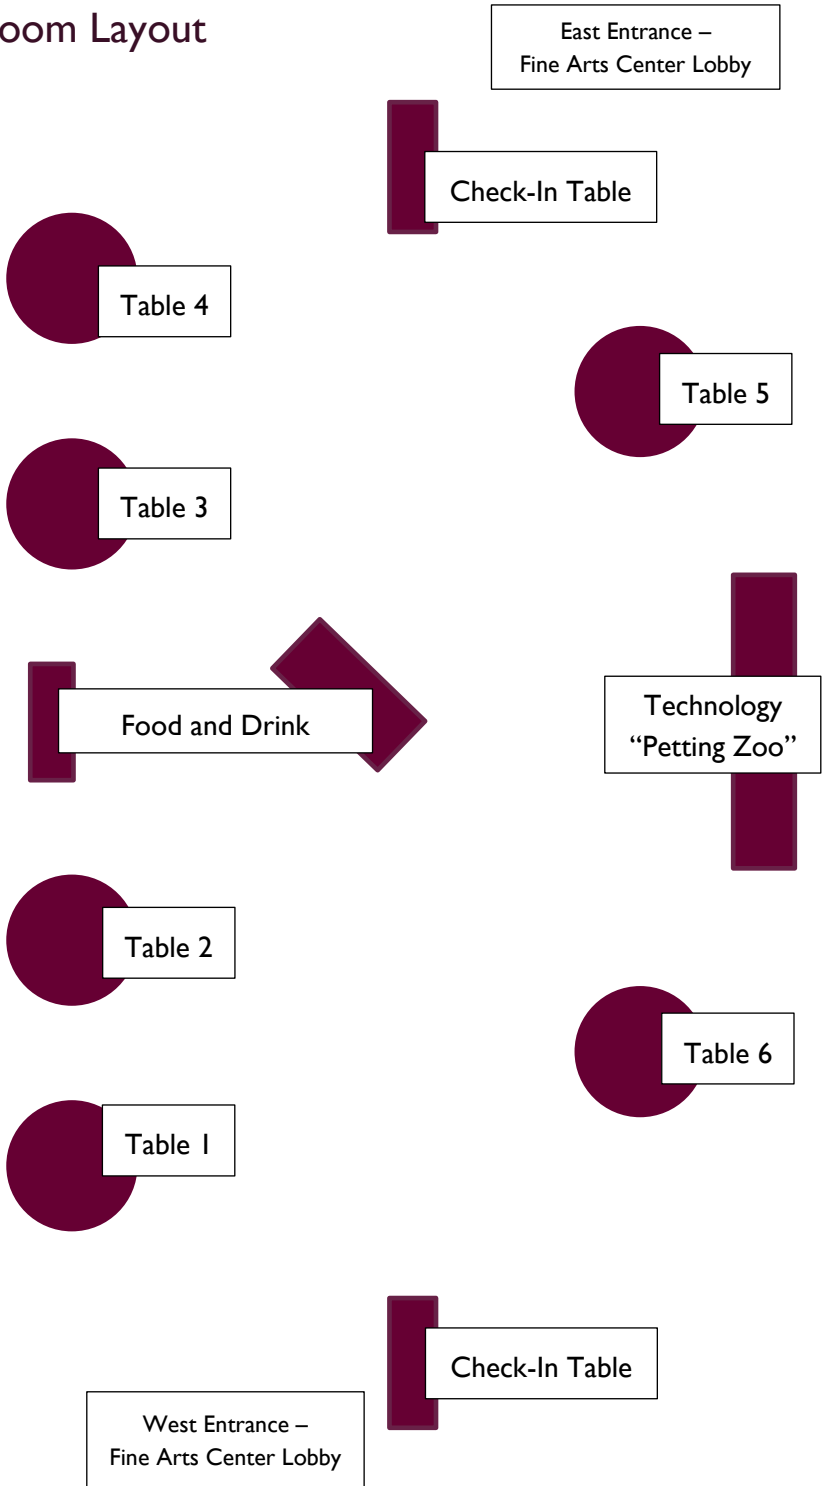 oom Layout
East Entrance –
Fine Arts Center Lobby
Check-In Table
Table 4
Table 5
Table 3
Food and Drink
Technology
“Petting Zoo”
Table 2
Table 6
Table 1
Check-In Table
West Entrance –
Fine Arts Center Lobby